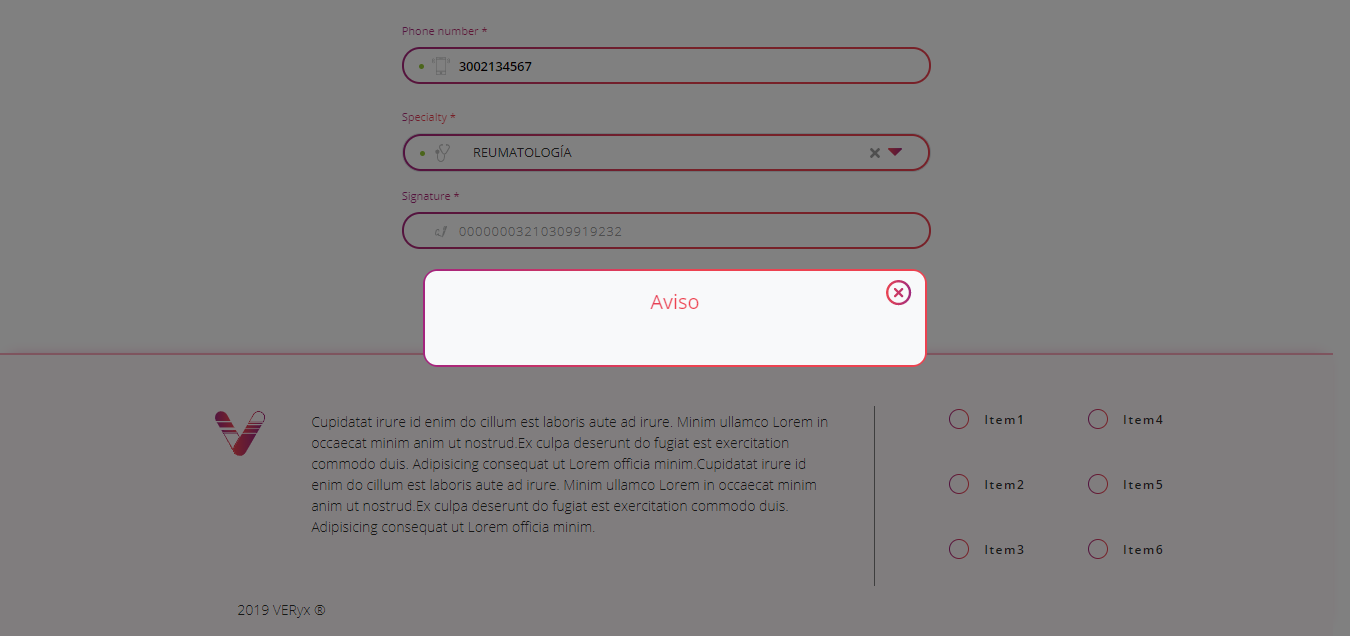 Phone number *
3002134567
Specialty *
REUMATOLOGÍA
Signature *
00000003210309919232
Aviso
Cupidatat irure id enim do cillum est laboris aute ad irure. Minim ullamco Lorem in
occaecat minim anim ut nostrud.Ex culpa deserunt do fugiat est exercitation
commodo duis. Adipisicing consequat ut Lorem officia minim.Cupidatat irure id
enim do cillum est laboris aute ad irure. Minim ullamco Lorem in occaecat minim
anim ut nostrud.Ex culpa deserunt do fugiat est exercitation commodo duis.
Adipisicing consequat ut Lorem officia minim.
Item1
Item4
Item2
Item5
Item3
Item6
2019 VERyx ®